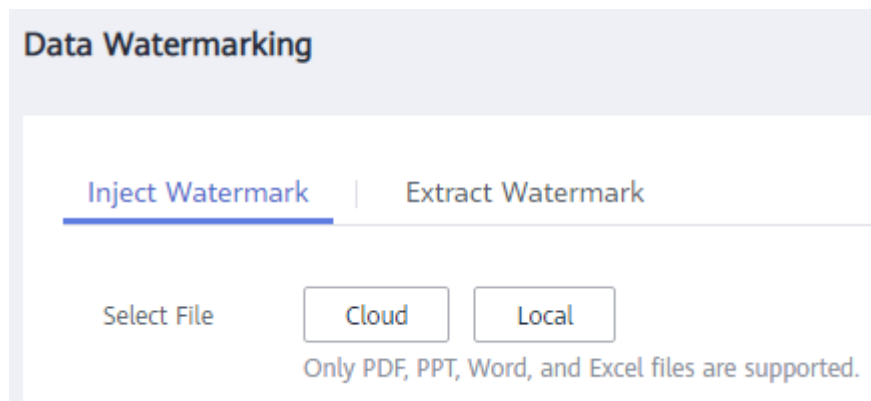 Data Watermarking
Inject Watermark Extract Watermark
Select File Cloud Local
Only PDF, PPT, Word, and Excel files are supported.